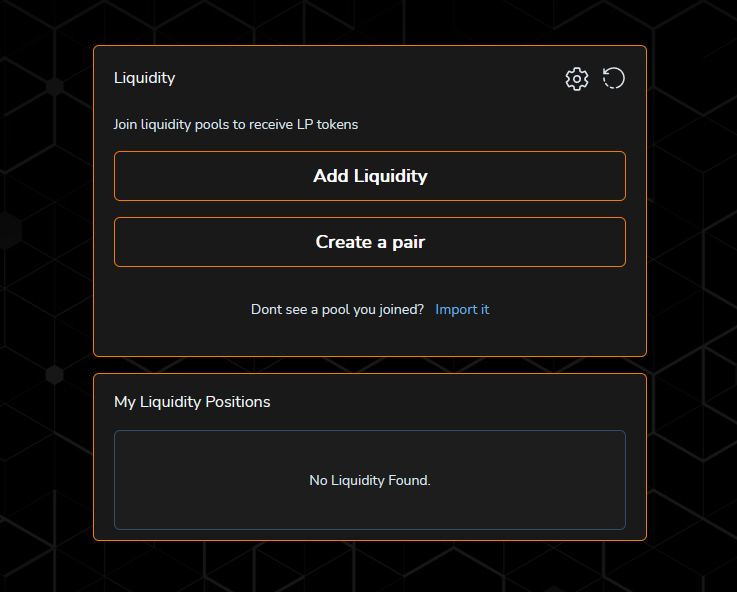 Liquidity
Join liquidity pools to receive LP tokens
Add Liquidity
Create a pair
Dont see a pool you joined? Import it
My Liquidity Positions
No Liquidity Found.